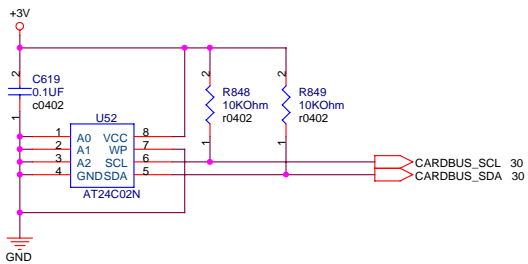 +3V
2
C619
0.1UF
c0402
1
U52
1 A0 VCC 8
2 A1 WP 7
3 A2 SCL 6
4 GND SDA 5
AT24C02N
2
R848
10KOhm
r0402
1
2
R849
10KOhm
r0402
1
CARDBUS_SCL 30
CARDBUS_SDA 30
GND